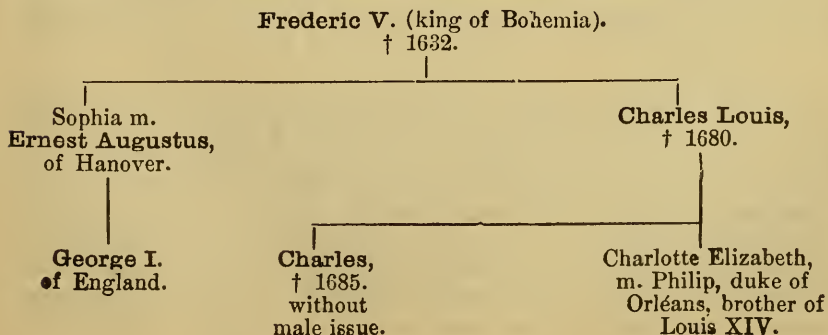 Frederic V. (king of Bohemia).
† 1632.
Sophia m.
Ernest Augustus,
of Hanover.
Charles Louis,
† 1680.
George I.
of England.
Charles,
† 1685.
without
male issue.
Charlotte Elizabeth,
m. Philip, duke of
Orléans, brother of
Louis XIV.